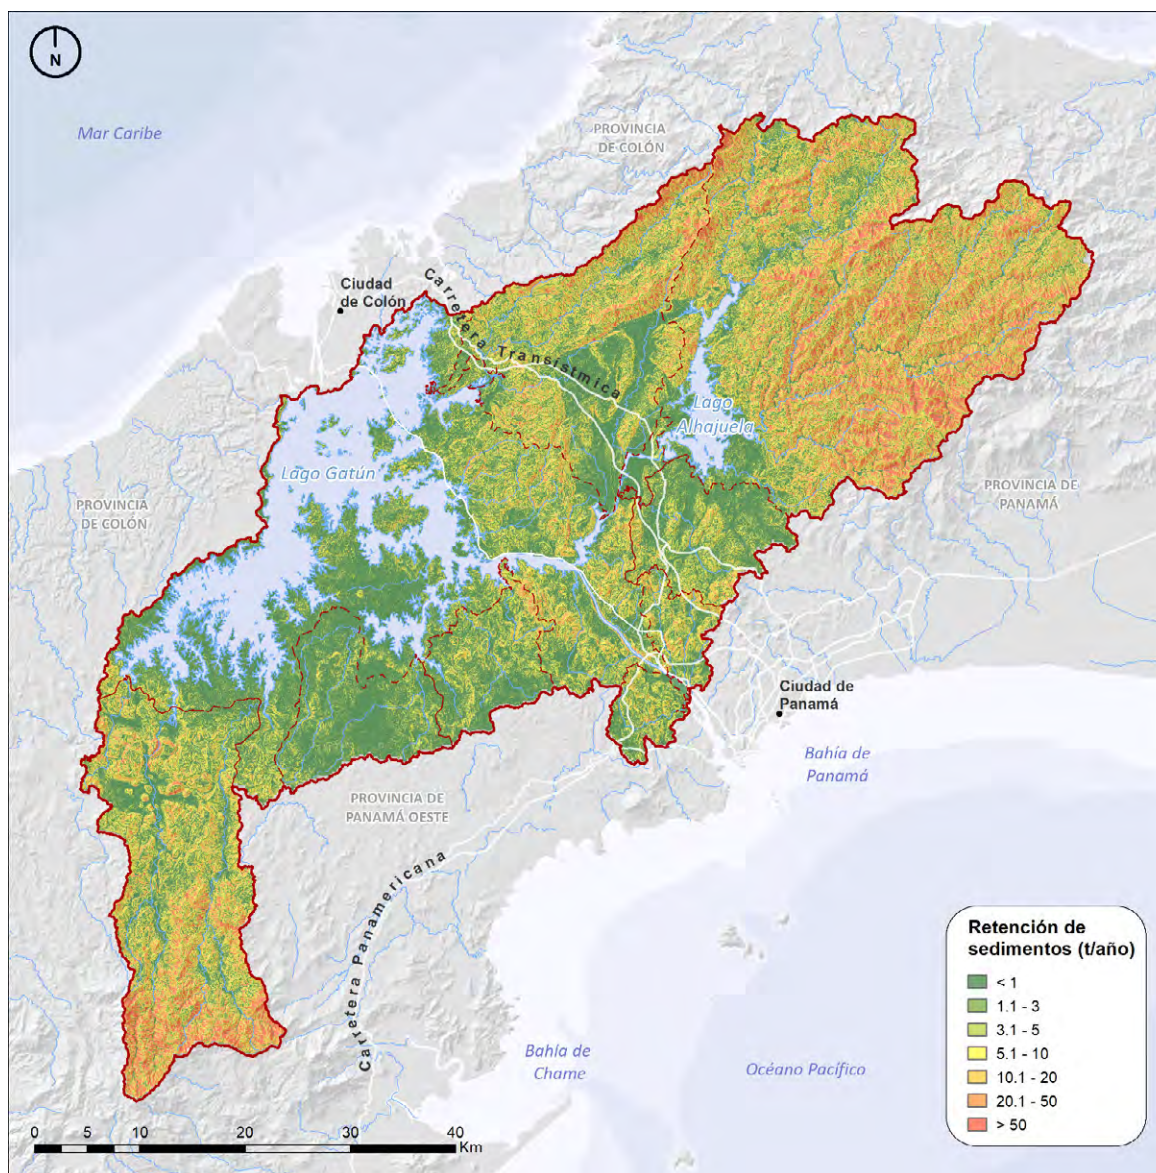 N
Mar Caribe
PROVINCIA
DE COLÓN
Ciudad
de Colón
Carretera Transístmica
Lago
Alhajuela
Lago Gatún
PROVINCIA
DE COLÓN
PROVINCIA DE
PANAMÁ
Ciudad de
Panamá
Bahía de
Panamá
PROVINCIA DE
PANAMÁ OESTE
Carretera Panamericana
Bahía de
Chame
Océano Pacífico
Retención de
sedimentos (t/año)
< 1
1.1 - 3
3.1 - 5
5.1 - 10
10.1 - 20
20.1 - 50
> 50
0 5 10 20 30 40
Km